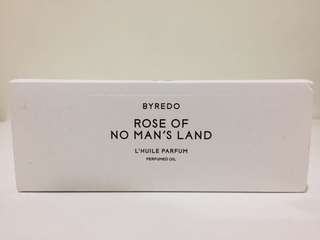 BYREDO
ROSE OF
NO MAN'S LAND
L'HUILE PARFUM
PERFUMED OIL